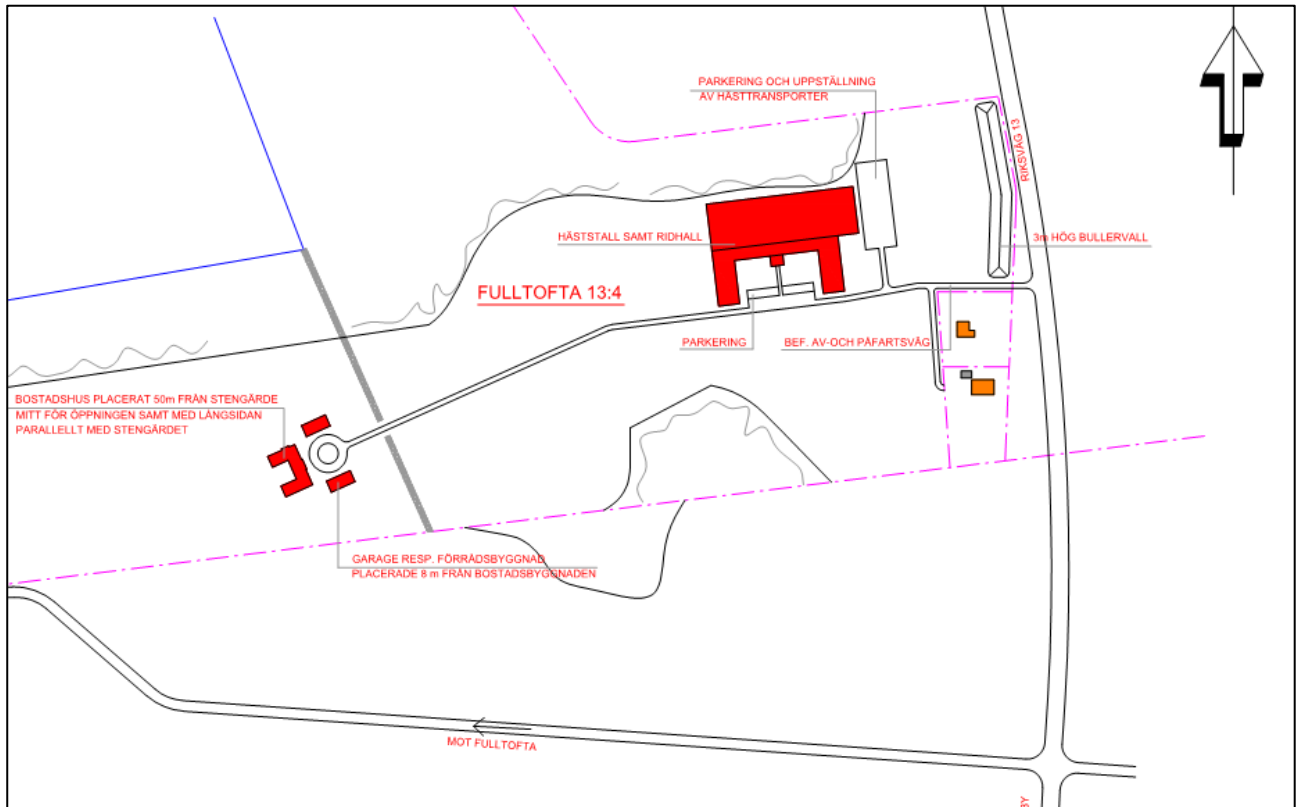 PARKERING OCH UPPSTÄLLNING
AV HÄSTTRANSPORTER
RIKSVÄG 13
HÄSTSTALL SAMT RIDHALL
3m HÖG BULLERVALL
FULLTOFTA 13:4
PARKERING
BEF. AV-OCH PÅFARTSVÄG
BOSTADSHUS PLACERAT 50m FRÅN STENGÄRDE
MITT FÖR ÖPPNINGEN SAMT MED LÅNGSIDAN
PARALLELLT MED STENGÄRDET
GARAGE RESP. FÖRRÅDSBYGGNAD
PLACERADE 8 m FRÅN BOSTADSBYGGNADEN
MOT FULLTOFTA